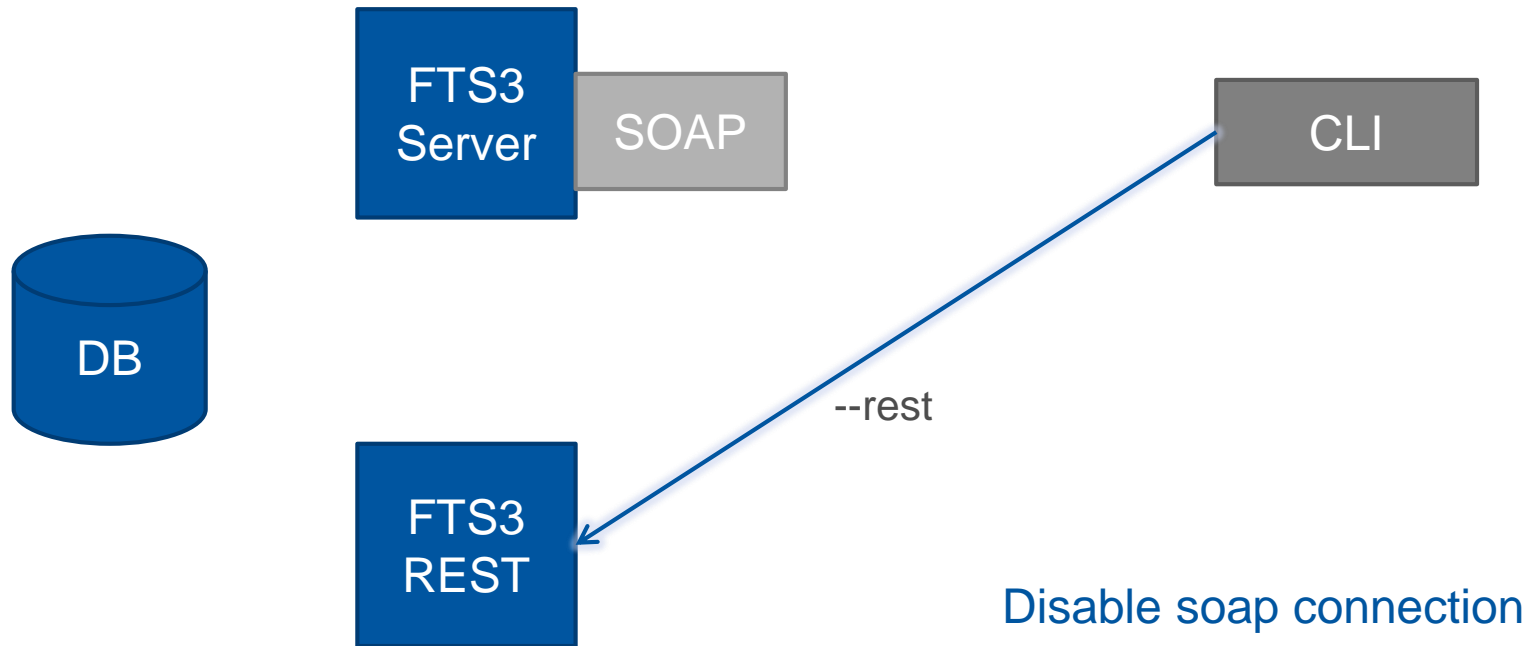 FTS3
Server
SOAP
CLI
DB
--rest
FTS3
REST
Disable soap connection